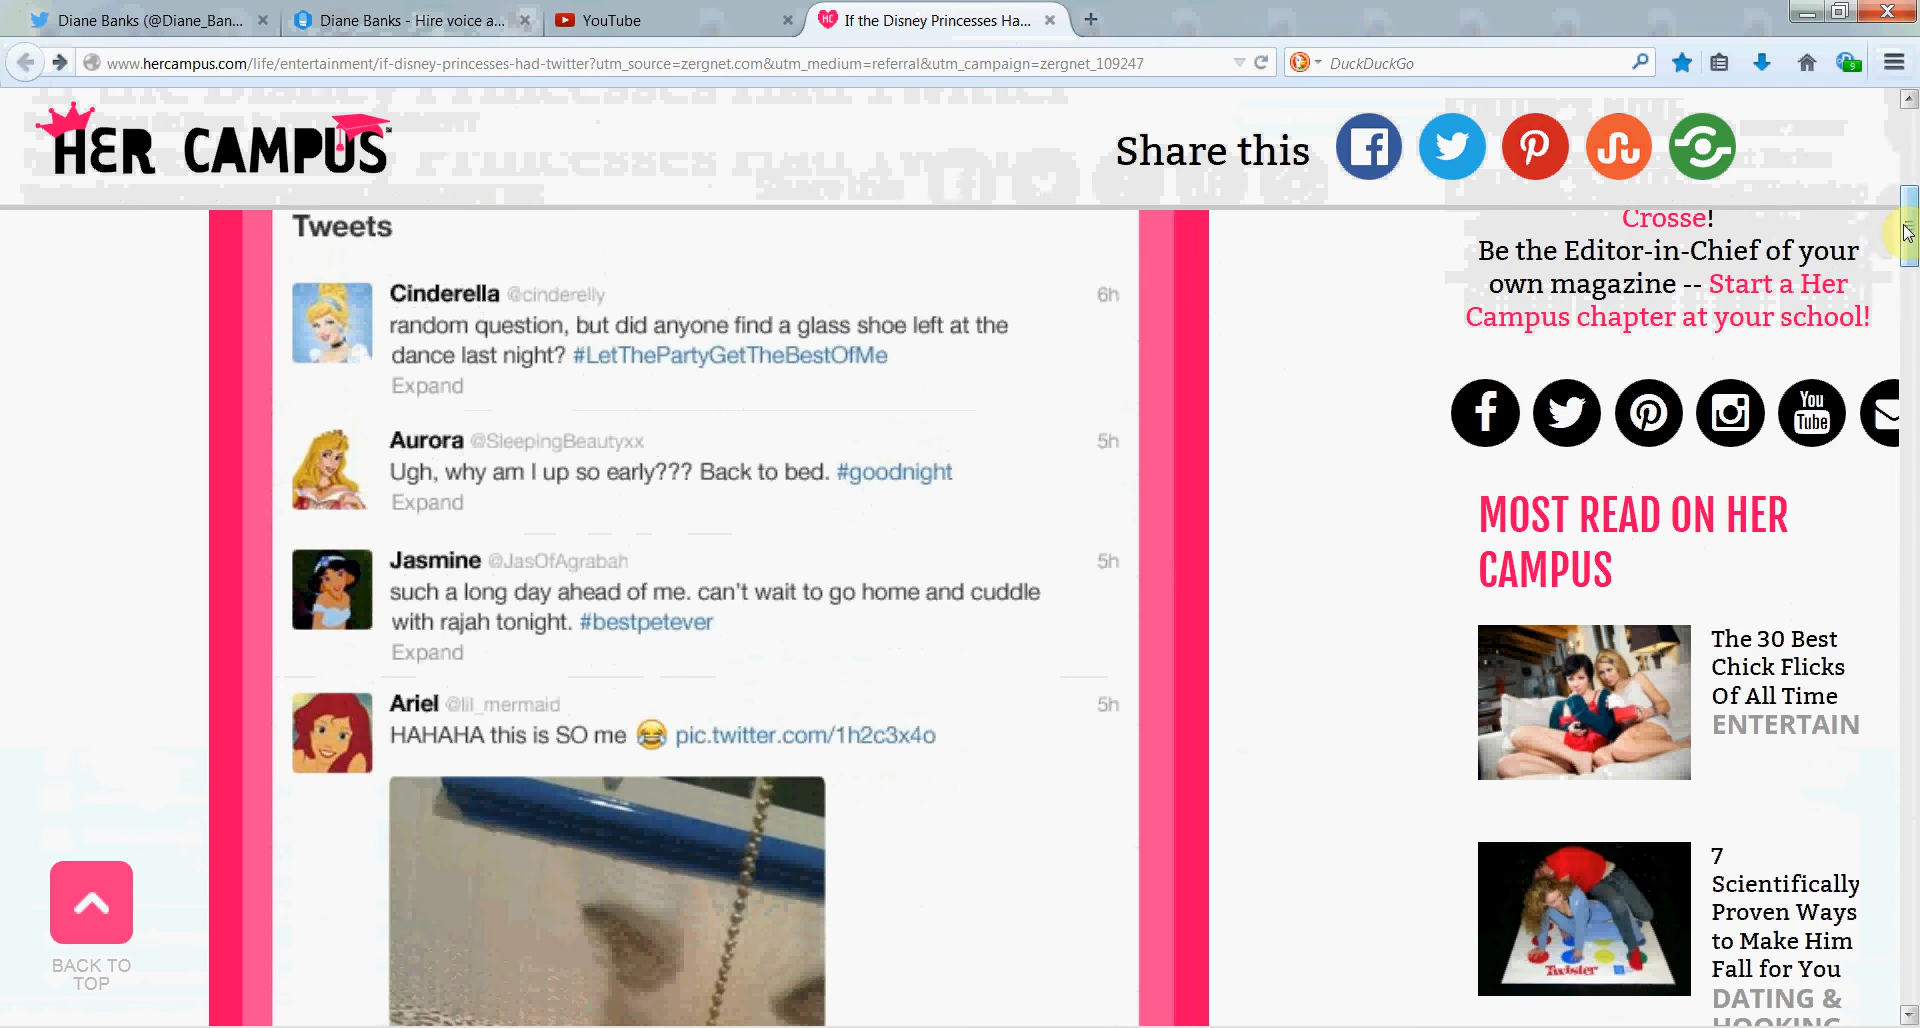 Diane Banks (@Diane_Ban...
Diane Banks - Hire voice a...
YouTube
HC
If the Disney Princesses Ha...
www.hercampus.com/life/entertainment/if-disney-princesses-had-twitter?utm_source=zergnet.com&utm_medium=referral&utm_campaign=zergnet_109247
DuckDuckGo
9
HER CAMPUS
Share this
Tweets
Cinderella @cinderelly 6h
random question, but did anyone find a glass shoe left at the
dance last night? #LetThePartyGetTheBestOfMe
Expand
Aurora @SleepingBeautyxx 5h
Ugh, why am I up so early??? Back to bed. #goodnight
Expand
Jasmine @JasOfAgrabah 5h
such a long day ahead of me. can't wait to go home and cuddle
with rajah tonight. #bestpetever
Expand
Ariel @lil_mermaid 5h
HAHAHA this is SO me 😂 pic.twitter.com/1h2c3x4o
BACK TO
TOP
Crosse!
Be the Editor-in-Chief of your
own magazine -- Start a Her
Campus chapter at your school!
You
Tube
MOST READ ON HER
CAMPUS
The 30 Best
Chick Flicks
Of All Time
ENTERTAIN
7
Scientifically
Proven Ways
to Make Him
Fall for You
DATING &
HOOKING
Twister